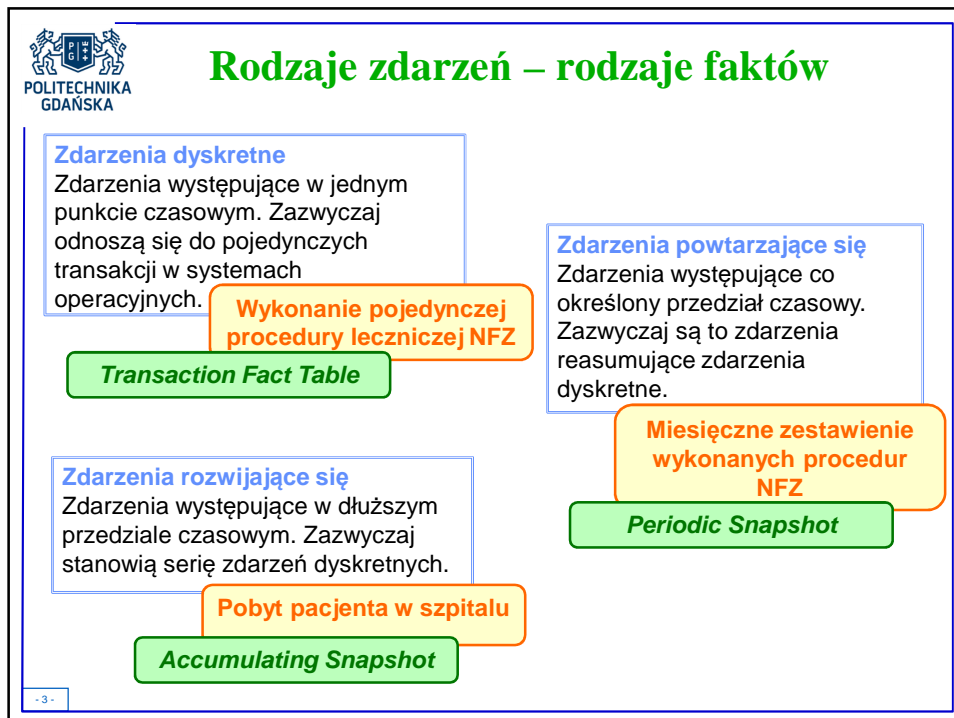 POLITECHNIKA
GDAŃSKA
Rodzaje zdarzeń – rodzaje faktów
Zdarzenia dyskretne
Zdarzenia występujące w jednym
punkcie czasowym. Zazwyczaj
odnoszą się do pojedynczych
transakcji w systemach
operacyjnych.
Wykonanie pojedynczej
procedury leczniczej NFZ
Transaction Fact Table
Zdarzenia powtarzające się
Zdarzenia występujące co
określony przedział czasowy.
Zazwyczaj są to zdarzenia
reasumujące zdarzenia
dyskretne.
Miesięczne zestawienie
wykonanych procedur
NFZ
Periodic Snapshot
Zdarzenia rozwijające się
Zdarzenia występujące w dłuższym
przedziale czasowym. Zazwyczaj
stanowią serię zdarzeń dyskretnych.
Pobyt pacjenta w szpitalu
Accumulating Snapshot
- 3 -